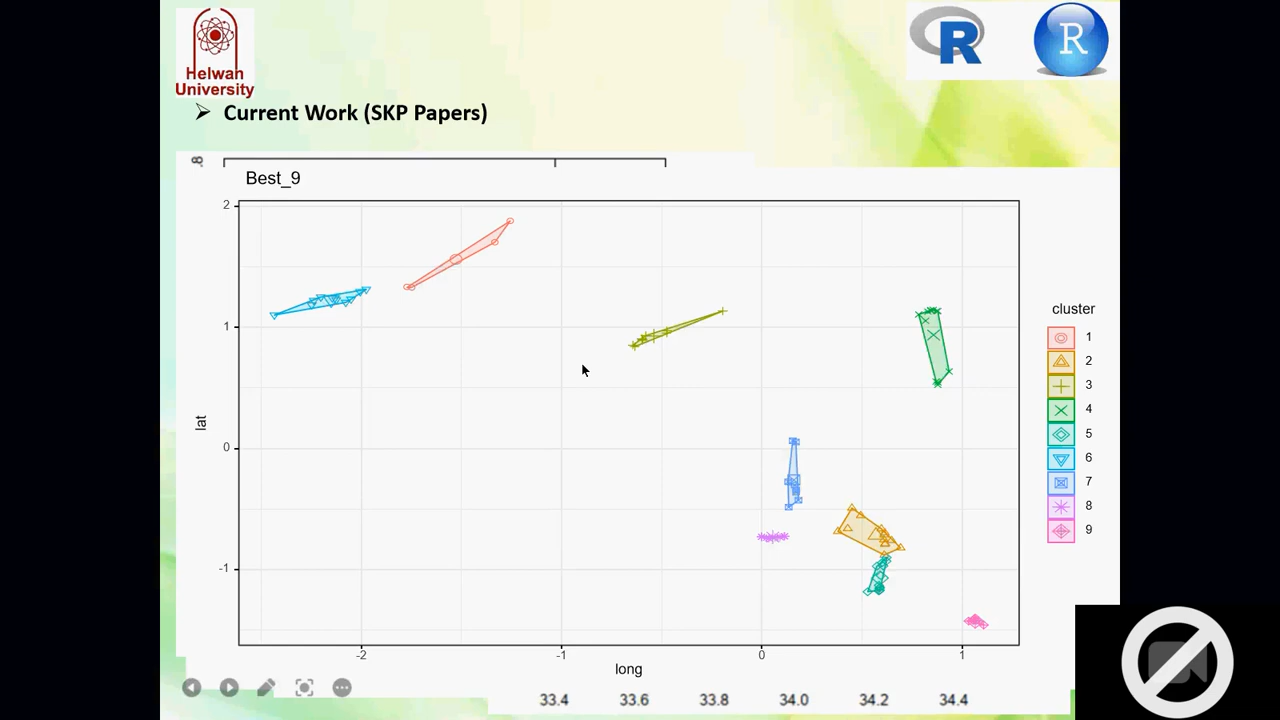 Helwan
University
R
R
➢ Current Work (SKP Papers)
8
Best_9
2
1
0
-1
lat
-2
-1
0
1
long
cluster
1
2
3
4
5
6
7
8
9
33.4 33.6 33.8 34.0 34.2 34.4